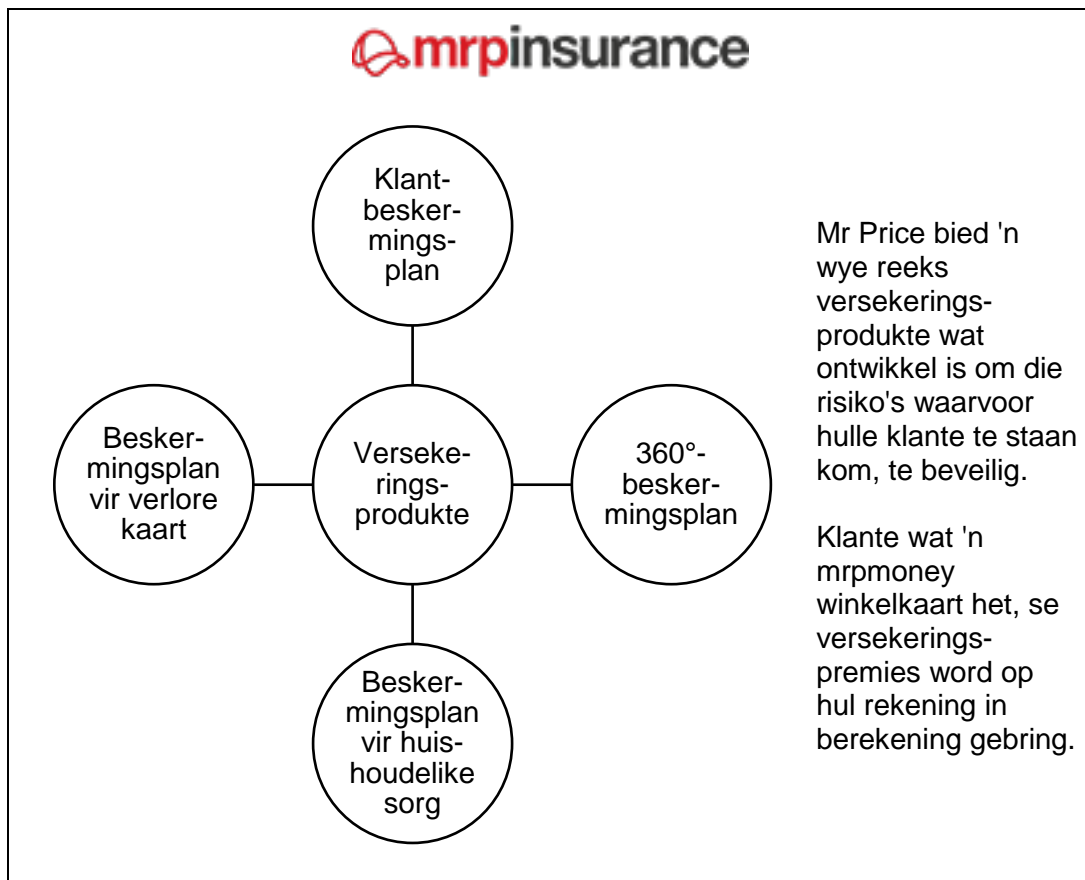 mrpinsurance
Klant-
besker-
mings-
plan
Besker-
mingsplan
vir verlore
kaart
Verseke-
rings-
produkte
360°-
besker-
mingsplan
Besker-
mingsplan
vir huis-
houdelike
sorg
Mr Price bied 'n
wye reeks
versekerings-
produkte wat
ontwikkel is om die
risiko's waarvoor
hulle klante te staan
kom, te beveilig.
Klante wat 'n
mrpmoney
winkelkaart het, se
versekerings-
premies word op
hul rekening in
berekening gebring.